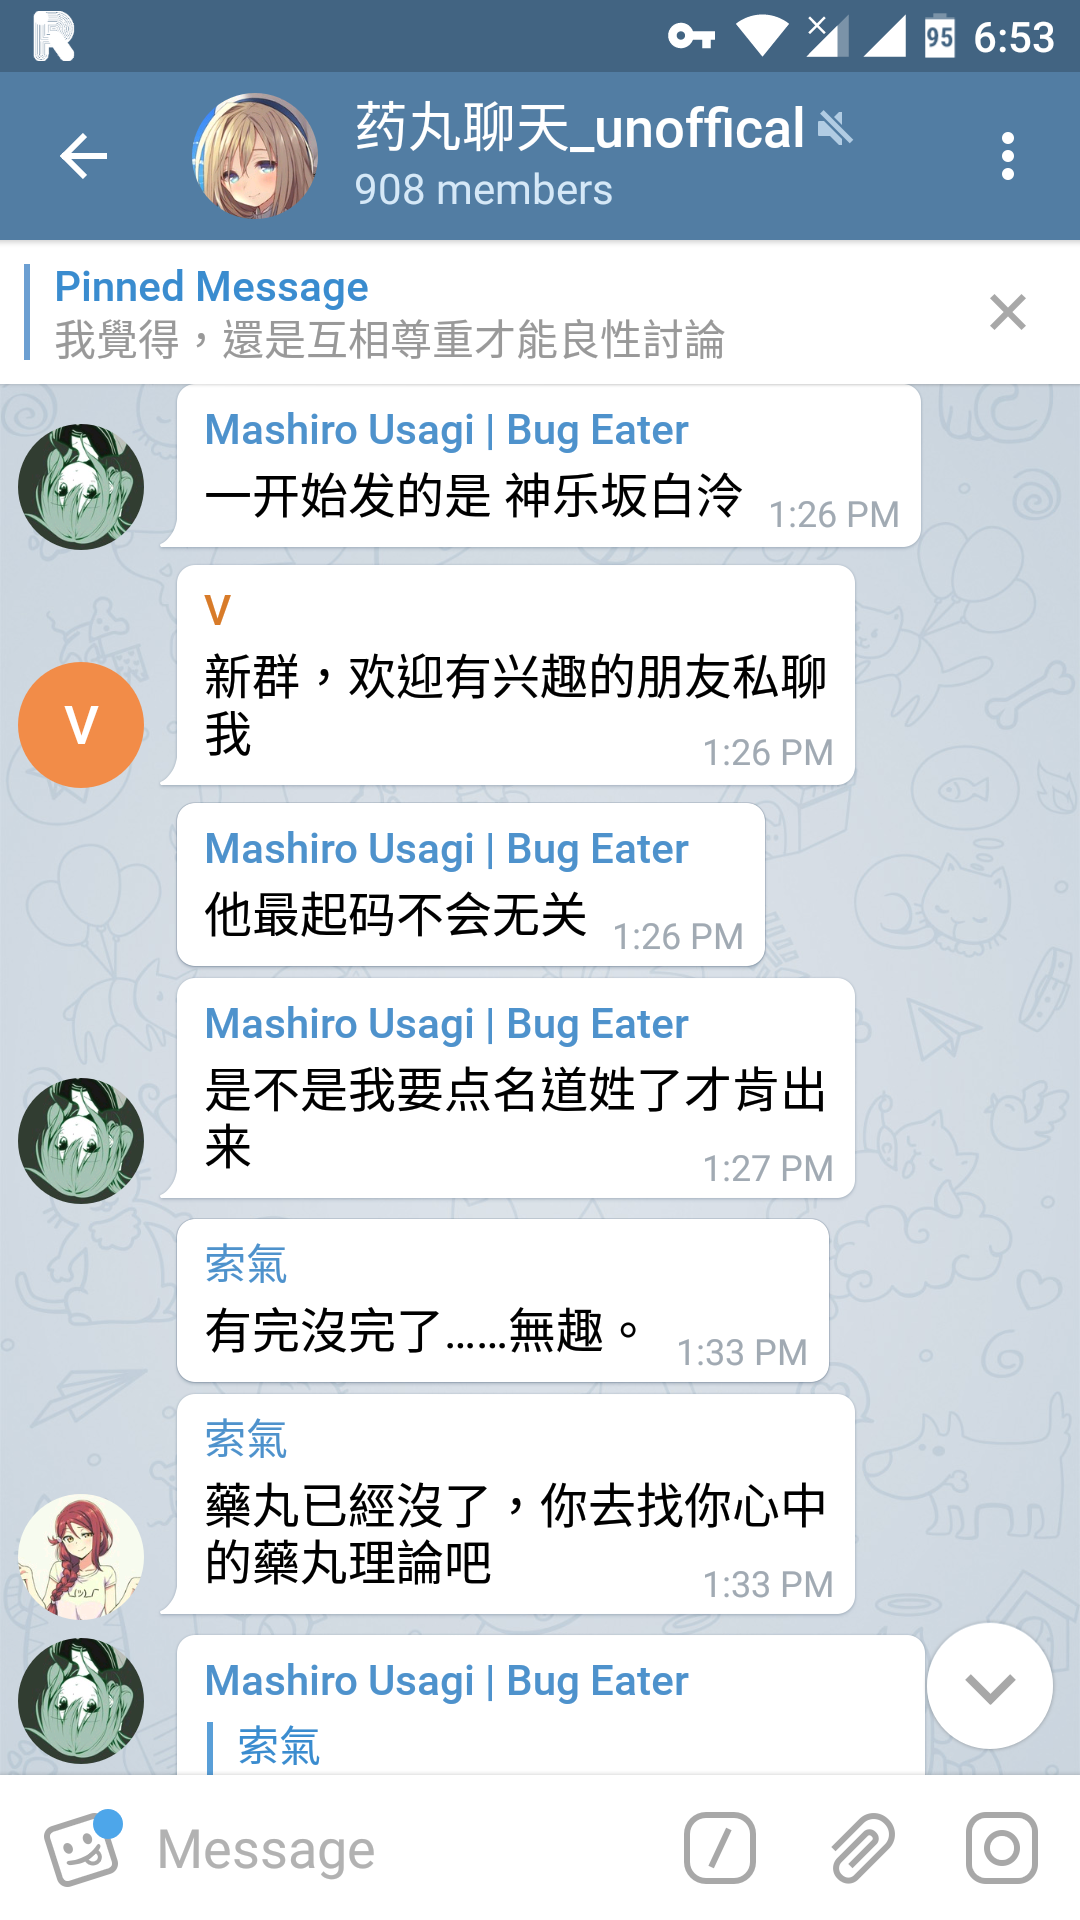 95 6:53
药丸聊天_unoffical
908 members
Pinned Message
我覺得，還是互相尊重才能良性討論
Mashiro Usagi | Bug Eater
一开始发的是 神乐坂白泠 1:26 PM
V
新群，欢迎有兴趣的朋友私聊
V
我
1:26 PM
Mashiro Usagi | Bug Eater
他最起码不会无关 1:26 PM
Mashiro Usagi | Bug Eater
是不是我要点名道姓了才肯出
来
1:27 PM
索氣
有完沒完了……無趣。 1:33 PM
索氣
藥丸已經沒了，你去找你心中
的藥丸理論吧
1:33 PM
Mashiro Usagi | Bug Eater
索氣
Message